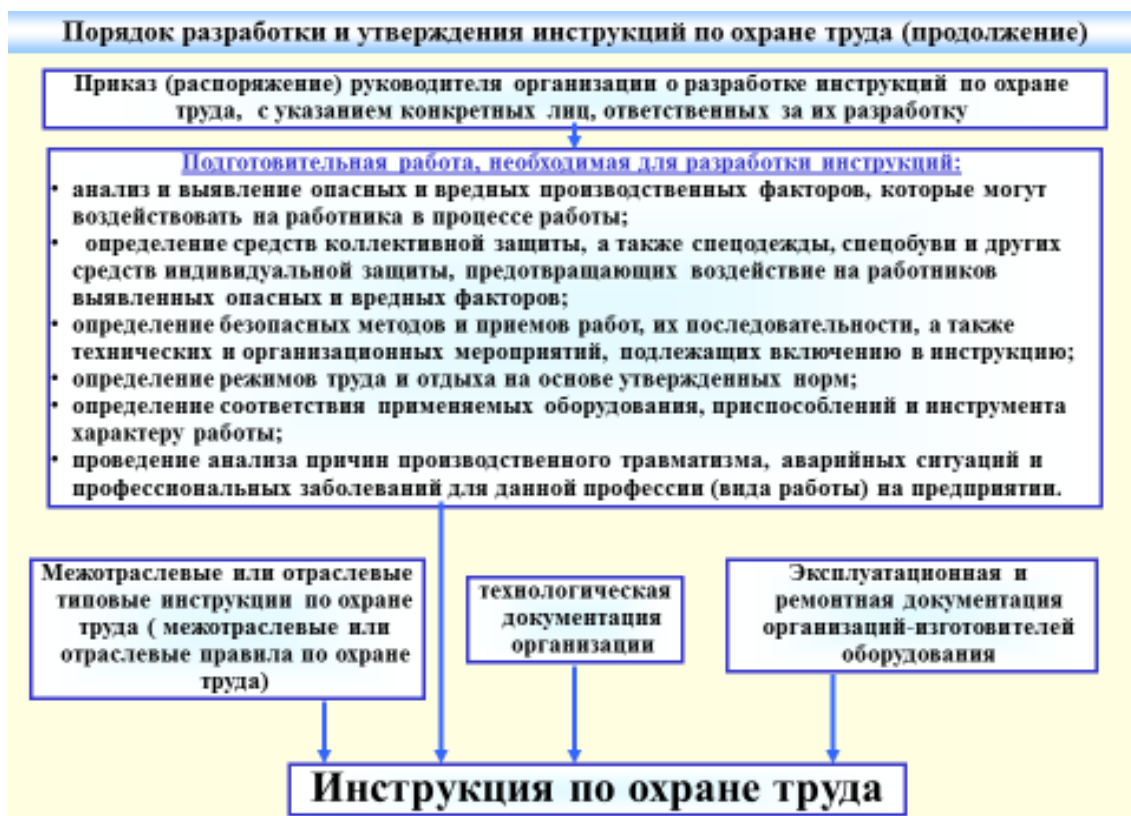 Порядок разработки и утверждения инструкций по охране труда (продолжение)
Приказ (распоряжение) руководителя организации о разработке инструкций по охране
труда, с указанием конкретных лиц, ответственных за их разработку
Подготовительная работа, необходимая для разработки инструкций:
• анализ и выявление опасных и вредных производственных факторов, которые могут
воздействовать на работника в процессе работы;
• определение средств коллективной защиты, а также спецодежды, спецобуви и других
средств индивидуальной защиты, предотвращающих воздействие на работников
выявленных опасных и вредных факторов;
• определение безопасных методов и приемов работ, их последовательности, а также
технических и организационных мероприятий, подлежащих включению в инструкцию;
• определение режимов труда и отдыха на основе утвержденных норм;
• определение соответствия применяемых оборудования, приспособлений и инструмента
характеру работы;
• проведение анализа причин производственного травматизма, аварийных ситуаций и
профессиональных заболеваний для данной профессии (вида работы) на предприятии.
Межотраслевые или отраслевые
типовые инструкции по охране
труда ( межотраслевые или
отраслевые правила по охране
труда)
технологическая
документация
организации
Эксплуатационная и
ремонтная документация
организаций-изготовителей
оборудования
Инструкция по охране труда